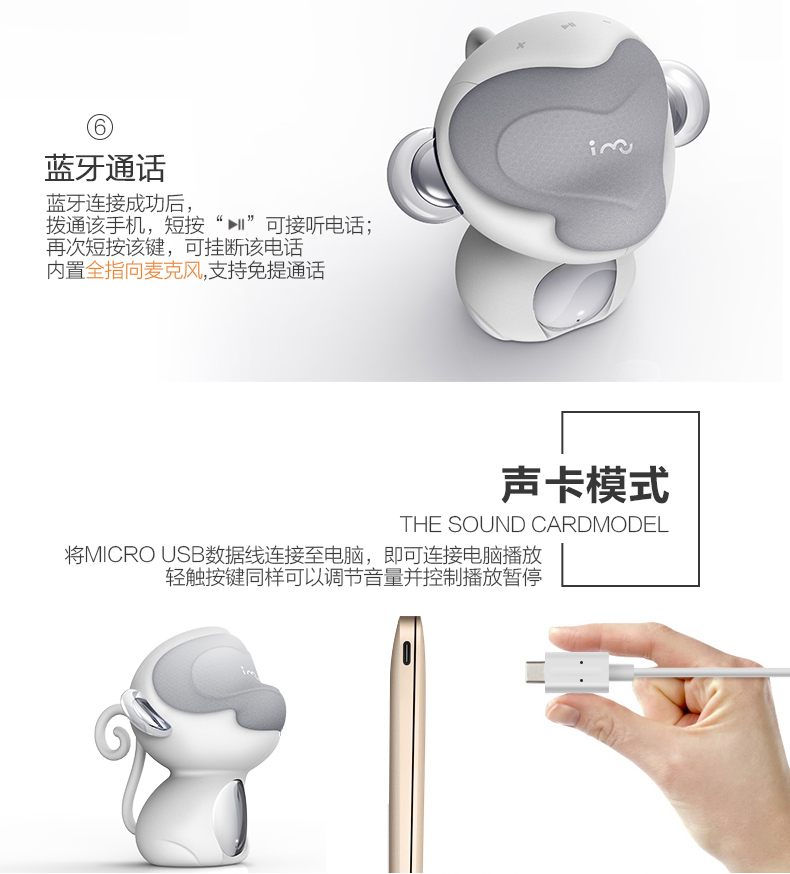 imu
⑥
蓝牙通话
蓝牙连接成功后，
拨通该手机，短按“⏯”可接听电话；
再次短按该键，可挂断该电话
内置全指向麦克风,支持免提通话
声卡模式
THE SOUND CARDMODEL
将MICRO USB数据线连接至电脑，即可连接电脑播放
轻触按键同样可以调节音量并控制播放暂停
imu